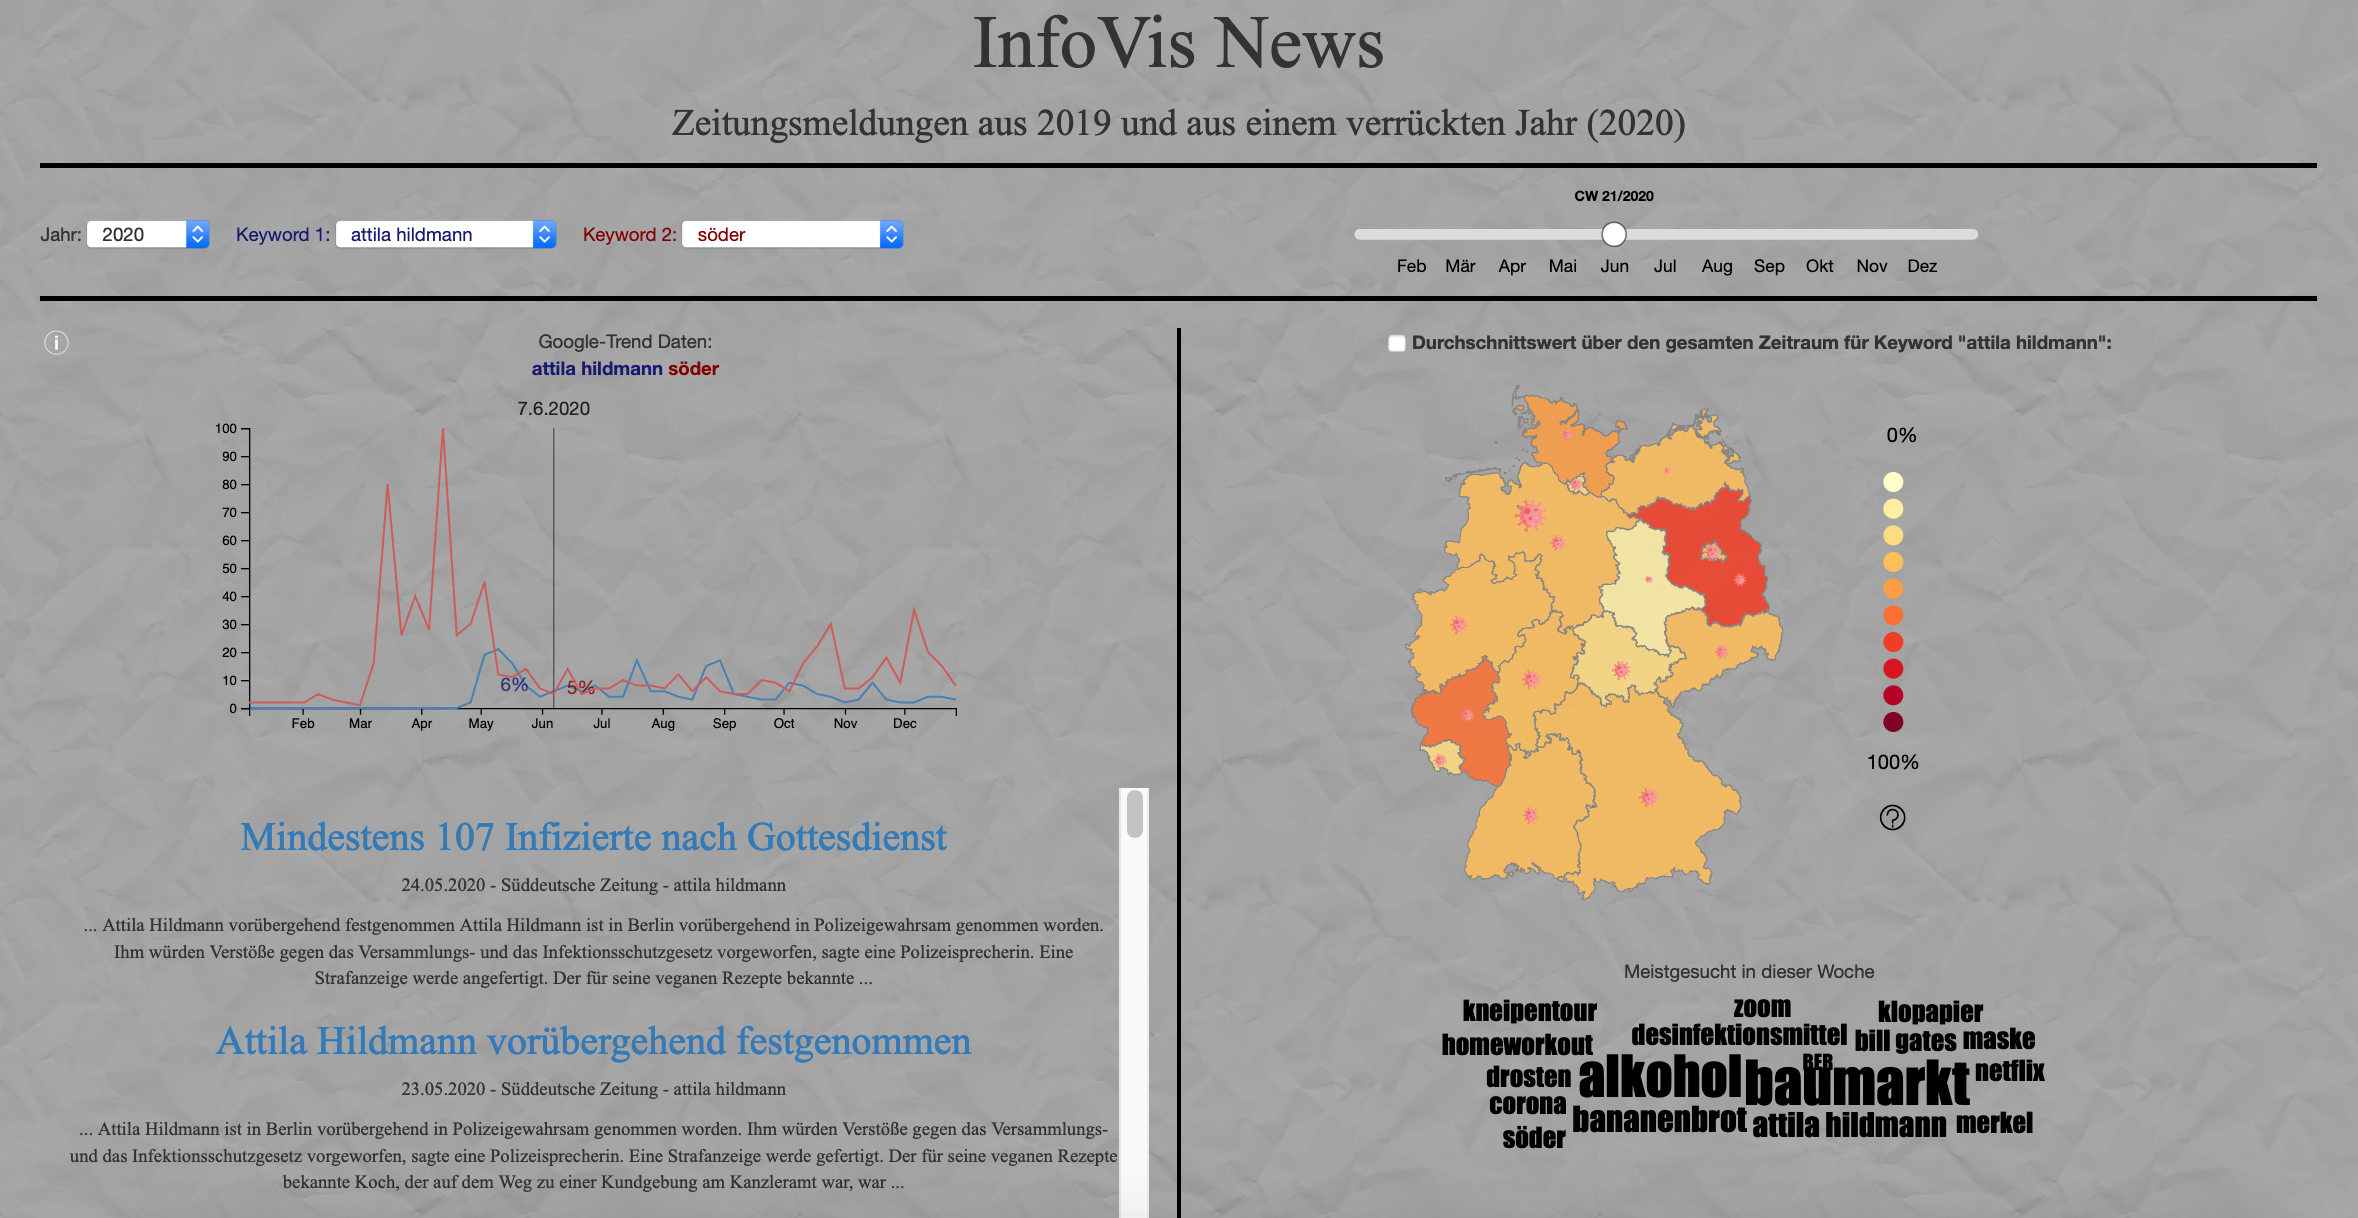 InfoVis News
Zeitungsmeldungen aus 2019 und aus einem verrückten Jahr (2020)
Jahr: 2020 Keyword 1: attila hildmann Keyword 2: söder
CW 21/2020
Feb Mär Apr Mai Jun Jul Aug Sep Okt Nov Dez
i
Google-Trend Daten:
attila hildmann söder
7.6.2020
100
90
80
70
60
50
40
30
20
10
0
6% 5%
Feb Mar Apr May Jun Jul Aug Sep Oct Nov Dec
Mindestens 107 Infizierte nach Gottesdienst
24.05.2020 - Süddeutsche Zeitung - attila hildmann
... Attila Hildmann vorübergehend festgenommen Attila Hildmann ist in Berlin vorübergehend in Polizeigewahrsam genommen worden.
Ihm würden Verstöße gegen das Versammlungs- und das Infektionsschutzgesetz vorgeworfen, sagte eine Polizeisprecherin. Eine
Strafanzeige werde angefertigt. Der für seine veganen Rezepte bekannte ...
Attila Hildmann vorübergehend festgenommen
23.05.2020 - Süddeutsche Zeitung - attila hildmann
... Attila Hildmann ist in Berlin vorübergehend in Polizeigewahrsam genommen worden. Ihm würden Verstöße gegen das Versammlungs-
und das Infektionsschutzgesetz vorgeworfen, sagte eine Polizeisprecherin. Eine Strafanzeige werde gefertigt. Der für seine veganen Rezepte
bekannte Koch, der auf dem Weg zu einer Kundgebung am Kanzleramt war, war ...
Durchschnittswert über den gesamten Zeitraum für Keyword "attila hildmann":
0%
100%
?
Meistgesucht in dieser Woche
kneipentour zoom klopapier
homeworkout desinfektionsmittel bill gates maske
drosten alkohol BER baumarkt netflix
corona bananenbrot attila hildmann merkel
söder